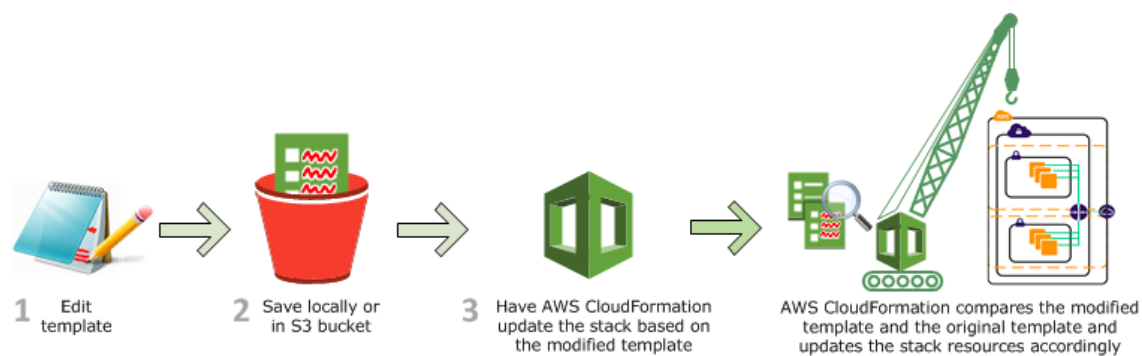 1 Edit
template
2 Save locally or
in S3 bucket
3 Have AWS CloudFormation
update the stack based on
the modified template
AWS CloudFormation compares the modified
template and the original template and
updates the stack resources accordingly